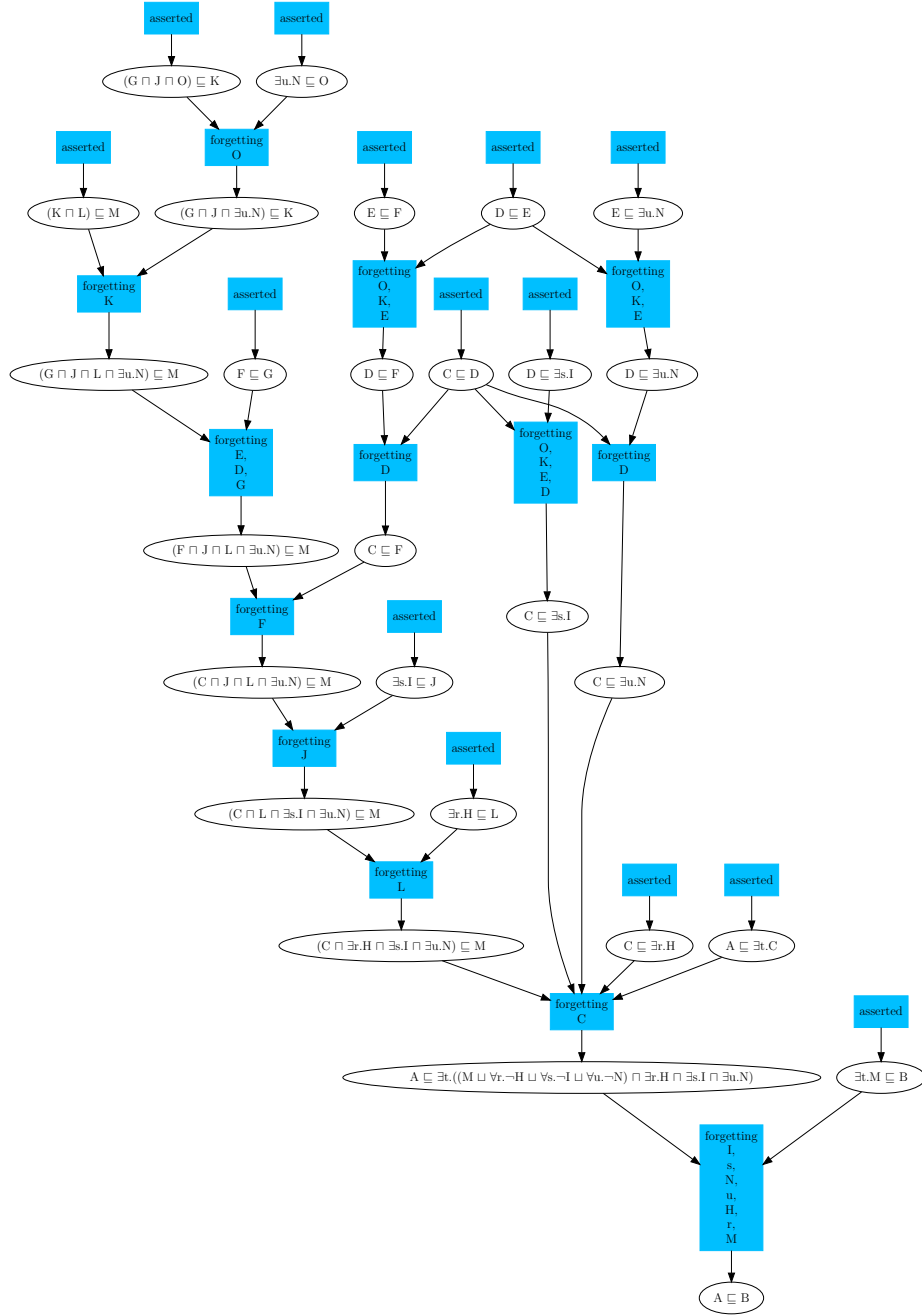 asserted
asserted
(G ⊓ J ⊓ O) ⊑ K
∃u.N ⊑ O
asserted
forgetting
O
asserted
asserted
asserted
(K ⊓ L) ⊑ M
(G ⊓ J ⊓ ∃u.N) ⊑ K
E ⊑ F
D ⊑ E
E ⊑ ∃u.N
forgetting
K
asserted
forgetting
O,
K,
E
asserted
asserted
forgetting
O,
K,
E
(G ⊓ J ⊓ L ⊓ ∃u.N) ⊑ M
F ⊑ G
D ⊑ F
C ⊑ D
D ⊑ ∃s.I
D ⊑ ∃u.N
forgetting
E,
D,
G
forgetting
D
forgetting
O,
K,
E,
D
forgetting
D
(F ⊓ J ⊓ L ⊓ ∃u.N) ⊑ M
C ⊑ F
forgetting
F
asserted
C ⊑ ∃s.I
(C ⊓ J ⊓ L ⊓ ∃u.N) ⊑ M
∃s.I ⊑ J
C ⊑ ∃u.N
forgetting
J
asserted
(C ⊓ L ⊓ ∃s.I ⊓ ∃u.N) ⊑ M
∃r.H ⊑ L
forgetting
L
asserted
asserted
(C ⊓ ∃r.H ⊓ ∃s.I ⊓ ∃u.N) ⊑ M
C ⊑ ∃r.H
A ⊑ ∃t.C
forgetting
C
asserted
A ⊑ ∃t.((M ⊔ ∀r.¬H ⊔ ∀s.¬I ⊔ ∀u.¬N) ⊓ ∃r.H ⊓ ∃s.I ⊓ ∃u.N)
∃t.M ⊑ B
forgetting
I,
s,
N,
u,
H,
r,
M
A ⊑ B